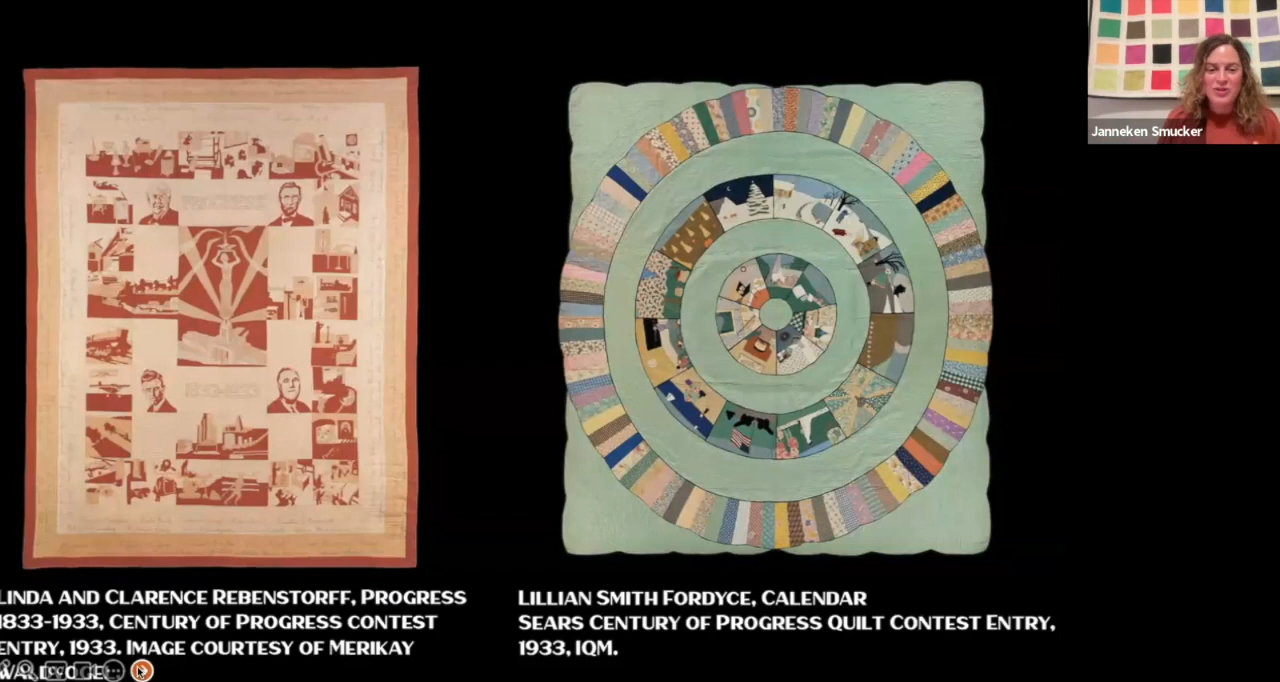 Janneken Smucker
PROGRESS
LINDA AND CLARENCE REBENSTORFF, PROGRESS
1833-1933, CENTURY OF PROGRESS CONTEST
ENTRY, 1933. IMAGE COURTESY OF MERIKAY
LILLIAN SMITH FORDYCE, CALENDAR
SEARS CENTURY OF PROGRESS QUILT CONTEST ENTRY,
1933, IQM.